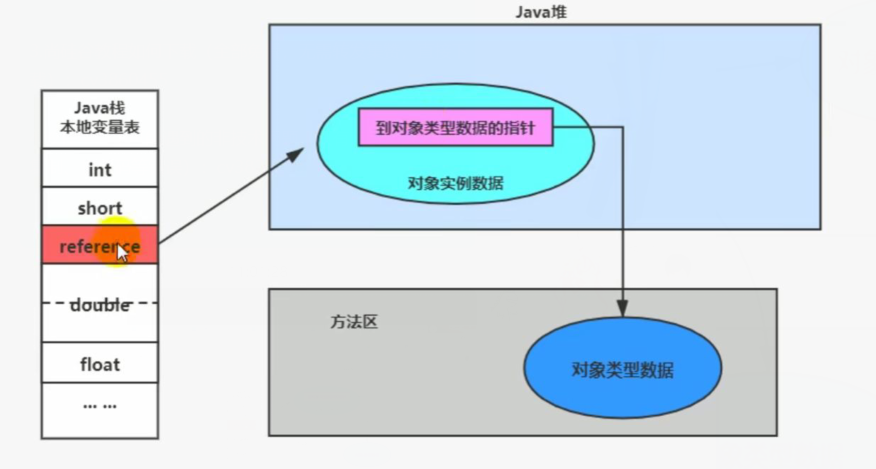 Java堆
Java栈
本地变量表
int
short
reference
double
float
... ...
到对象类型数据的指针
对象实例数据
方法区
对象类型数据